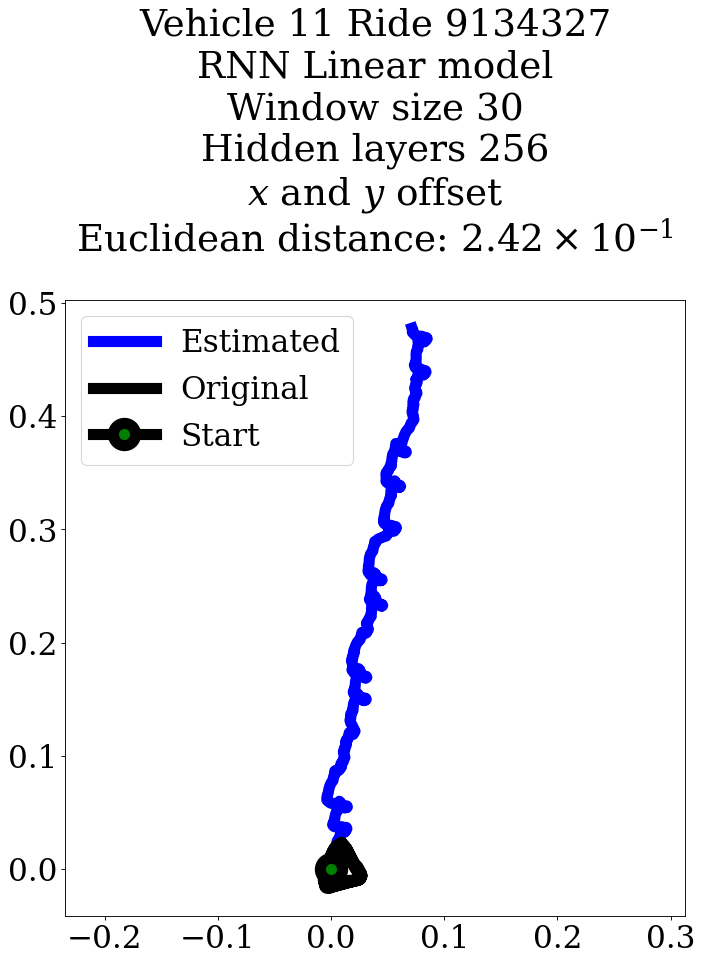 Vehicle 11 Ride 9134327
RNN Linear model
Window size 30
Hidden layers 256
x and y offset
Euclidean distance: 2.42 × 10⁻¹
0.5
Estimated
Original
Start
0.4
0.3
0.2
0.1
0.0
−0.2 −0.1 0.0 0.1 0.2 0.3